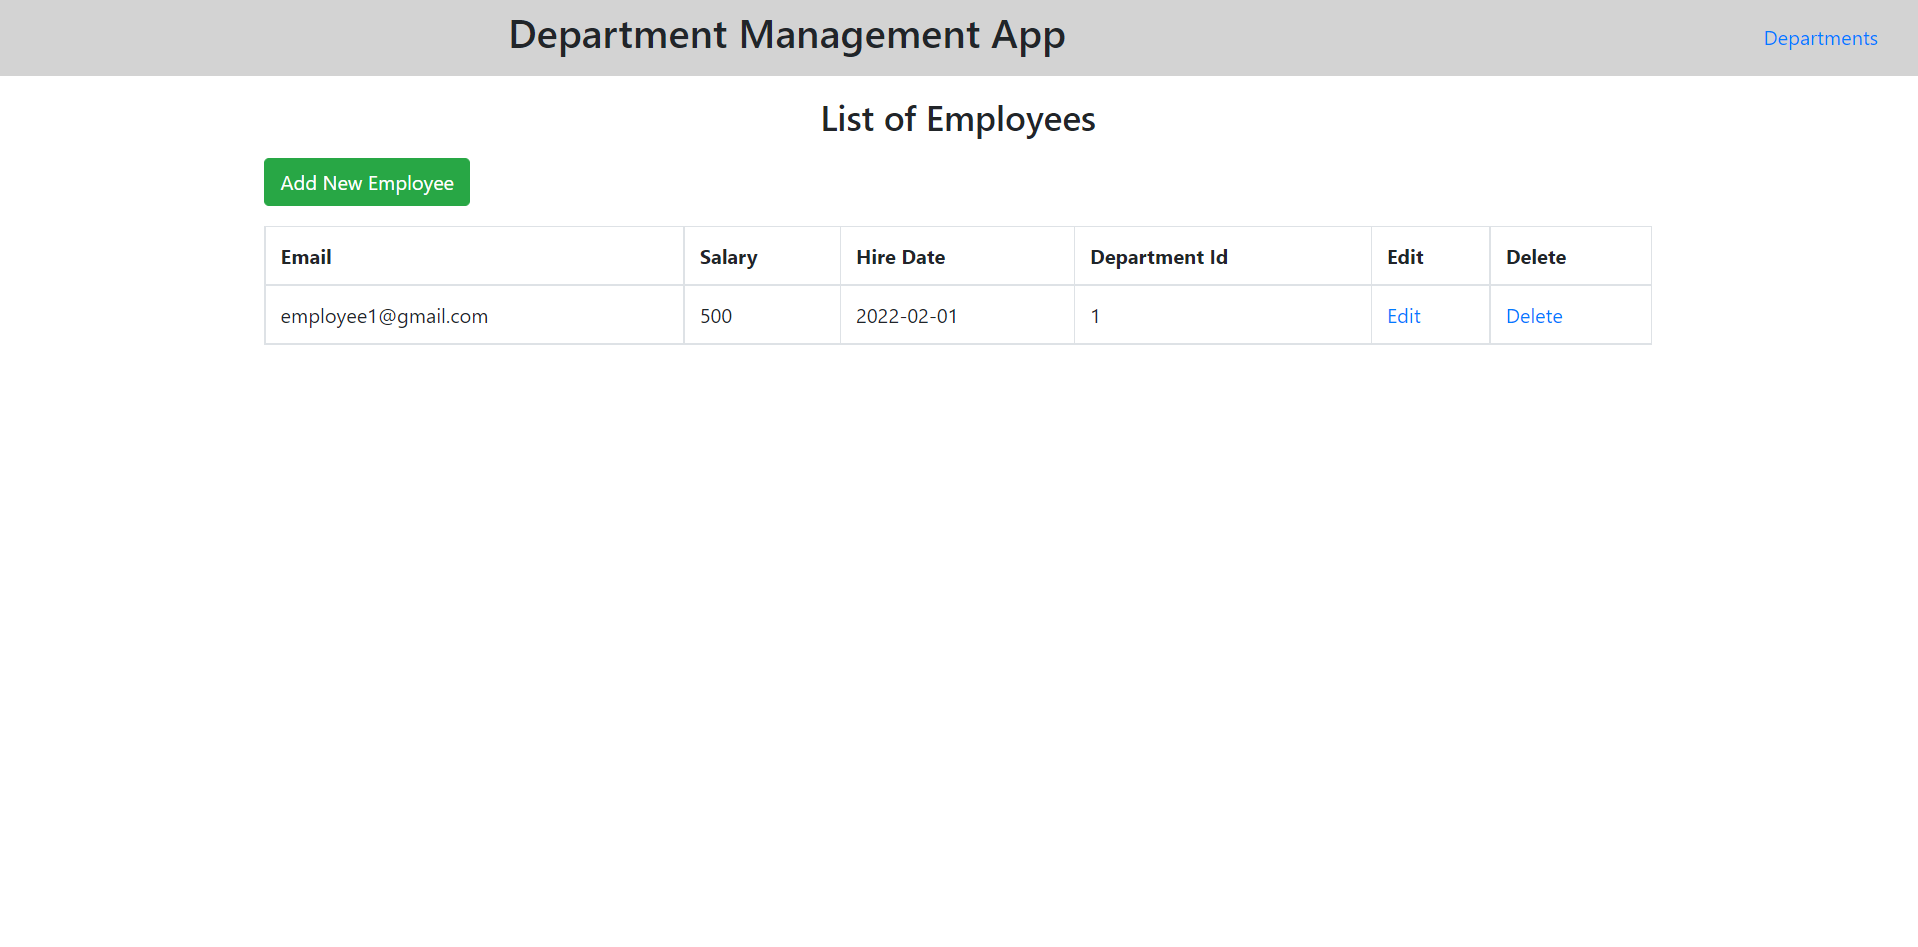 Department Management App
Departments
List of Employees
Add New Employee
Email Salary Hire Date Department Id Edit Delete
employee1@gmail.com 500 2022-02-01 1 Edit Delete